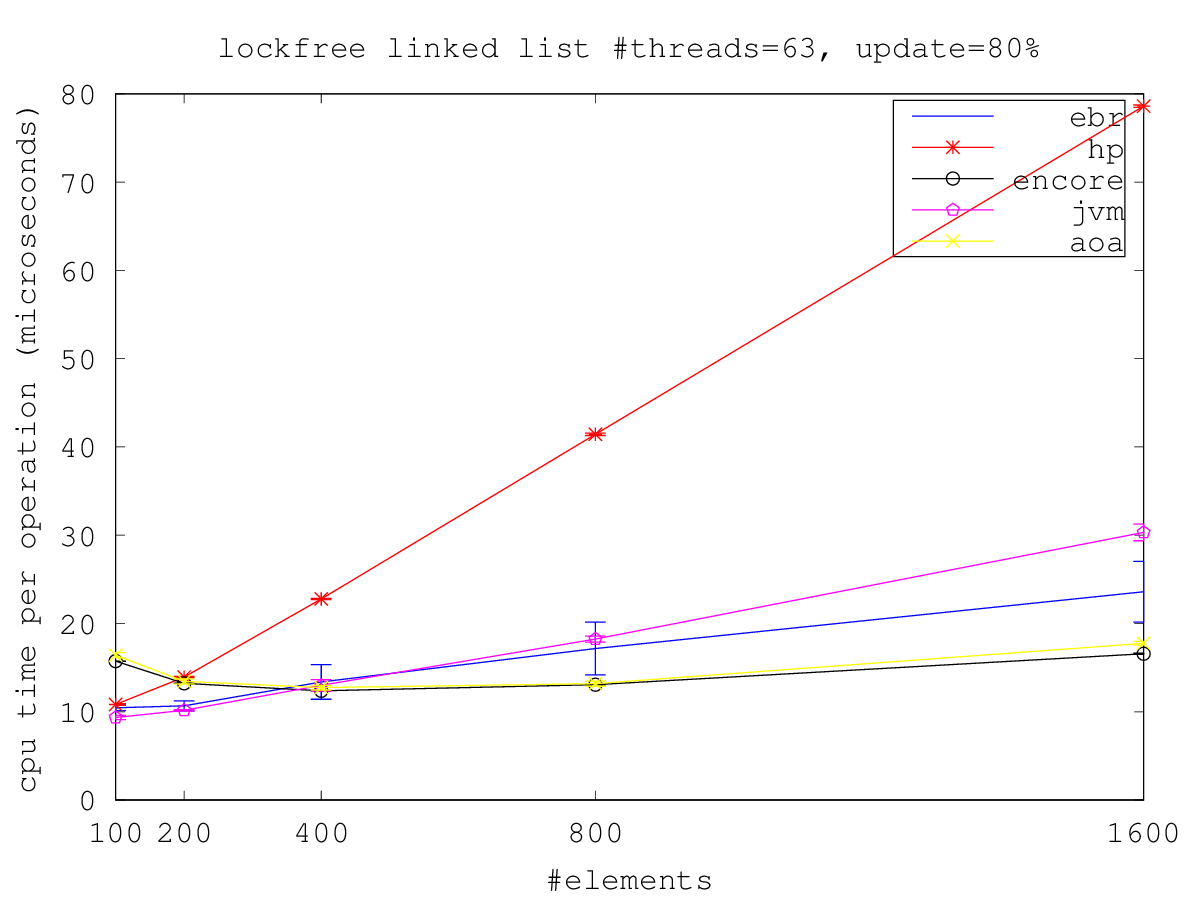 lockfree linked list #threads=63, update=80%
cpu time per operation (microseconds)
80
70
60
50
40
30
20
10
0
ebr
hp
encore
jvm
aoa
100 200 400 800 1600
#elements